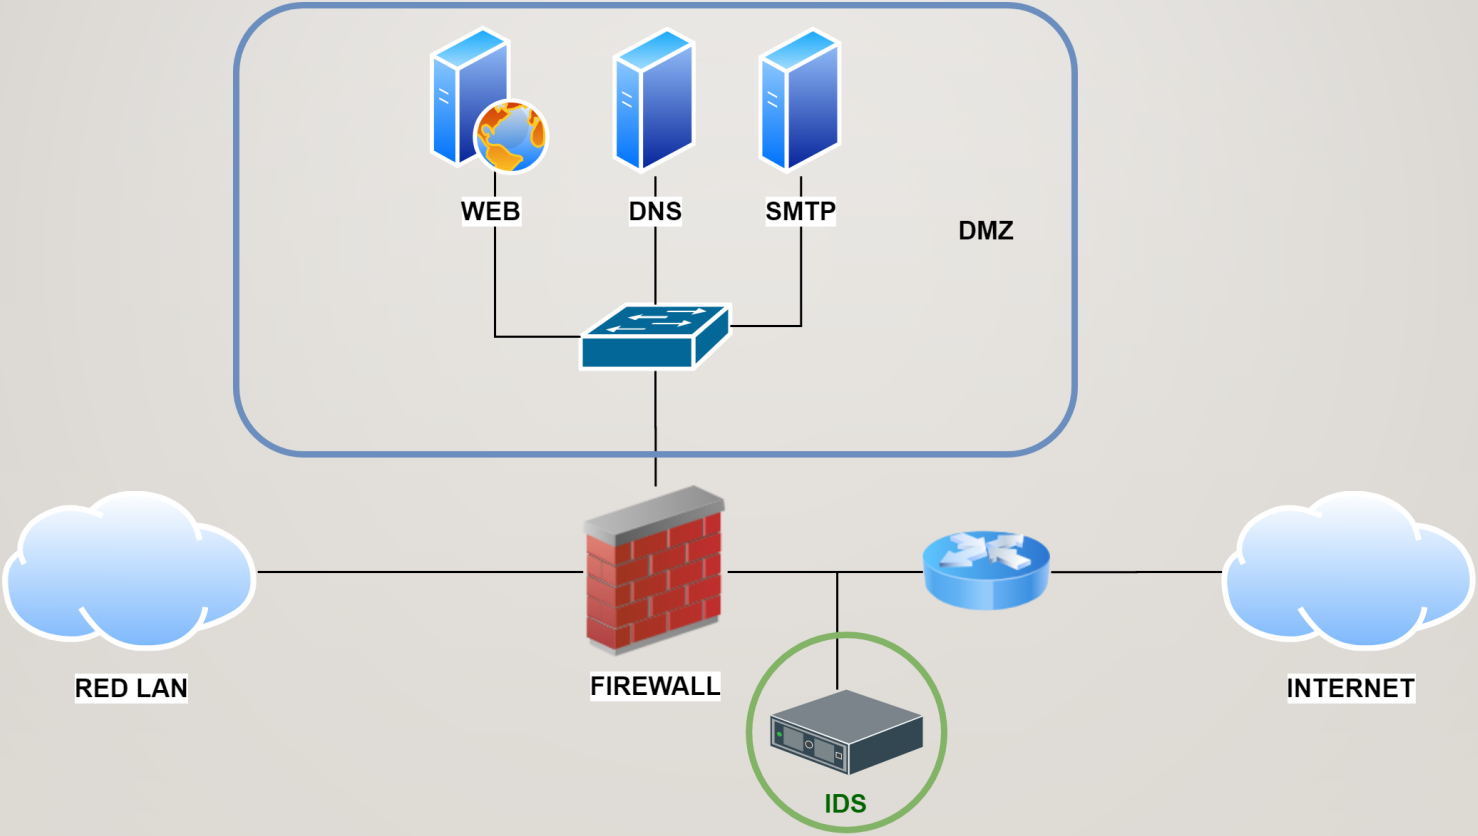 WEB
DNS
SMTP
DMZ
RED LAN
FIREWALL
INTERNET
IDS